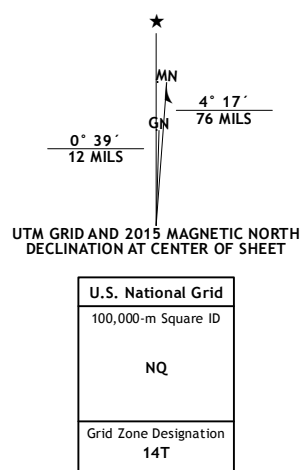 ★
MN
GN
4° 17´
76 MILS
0° 39´
12 MILS
UTM GRID AND 2015 MAGNETIC NORTH
DECLINATION AT CENTER OF SHEET
U.S. National Grid
100,000-m Square ID
NQ
Grid Zone Designation
14T